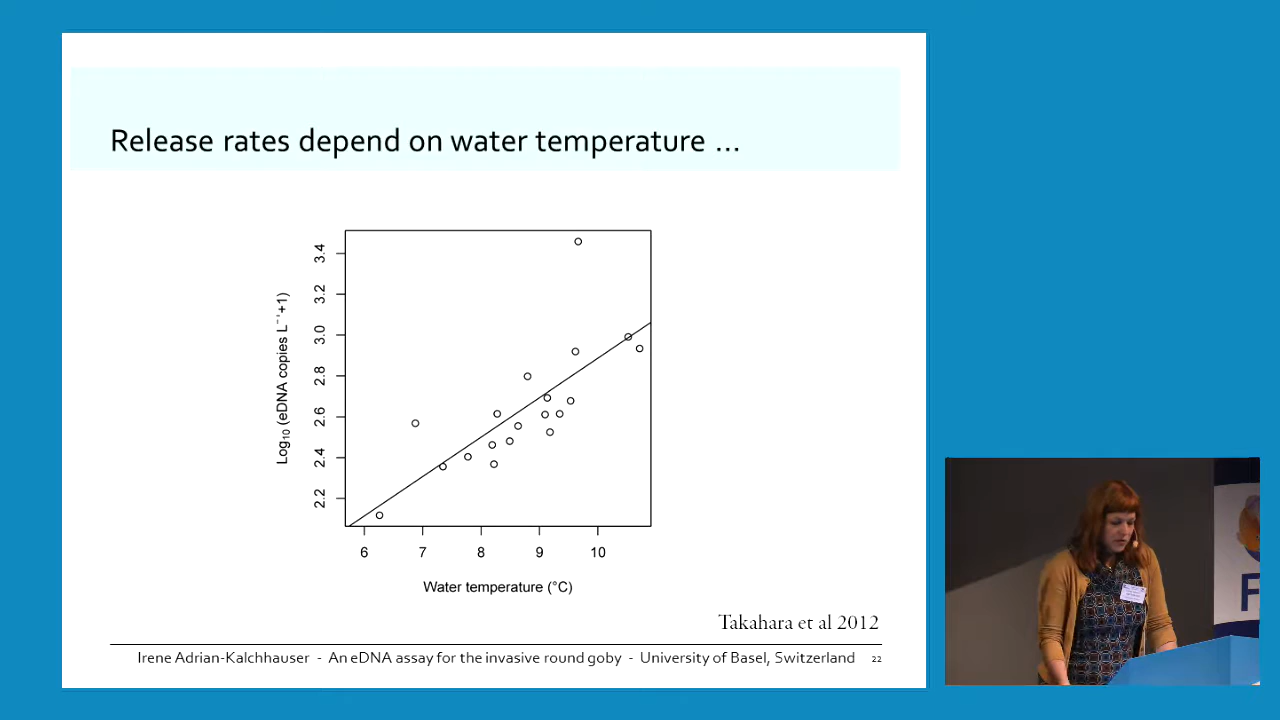 Release rates depend on water temperature ...
Log10 (eDNA copies L⁻¹+1)
3.4
3.2
3.0
2.8
2.6
2.4
2.2
6 7 8 9 10
Water temperature (°C)
Takahara et al 2012
Irene Adrian-Kalchhauser - An eDNA assay for the invasive round goby - University of Basel, Switzerland 22
F